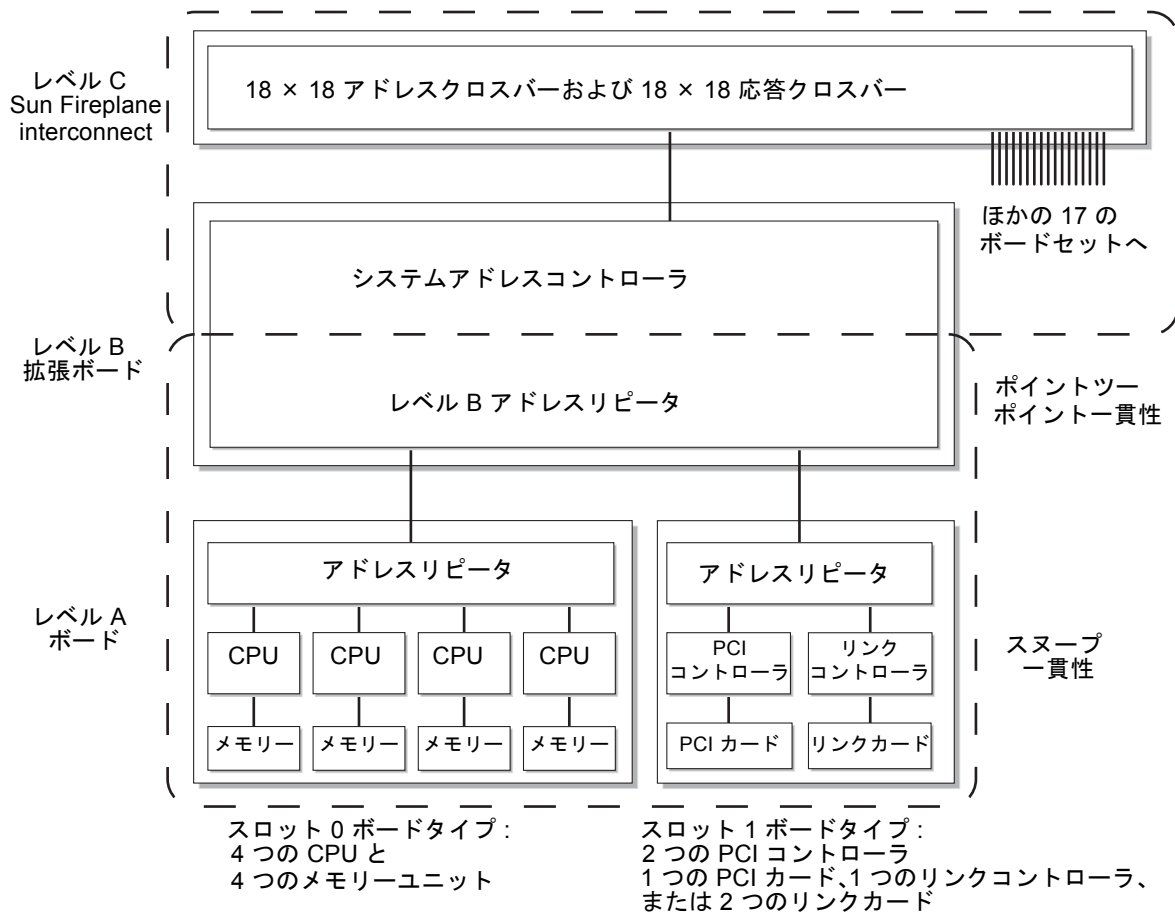 レベル C
Sun Fireplane
interconnect
18 × 18 アドレスクロスバーおよび 18 × 18 応答クロスバー
ほかの 17 の
ボードセットへ
システムアドレスコントローラ
レベル B
拡張ボード
レベル B アドレスリピータ
ポイントツー
ポイント一貫性
レベル A
ボード
アドレスリピータ
CPU
CPU
CPU
CPU
メモリー
メモリー
メモリー
メモリー
アドレスリピータ
PCI
コントローラ
リンク
コントローラ
PCI カード
リンクカード
スヌープ
一貫性
スロット 0 ボードタイプ :
4 つの CPU と
4 つのメモリーユニット
スロット 1 ボードタイプ :
2 つの PCI コントローラ
1 つの PCI カード、1 つのリンクコントローラ、
または 2 つのリンクカード